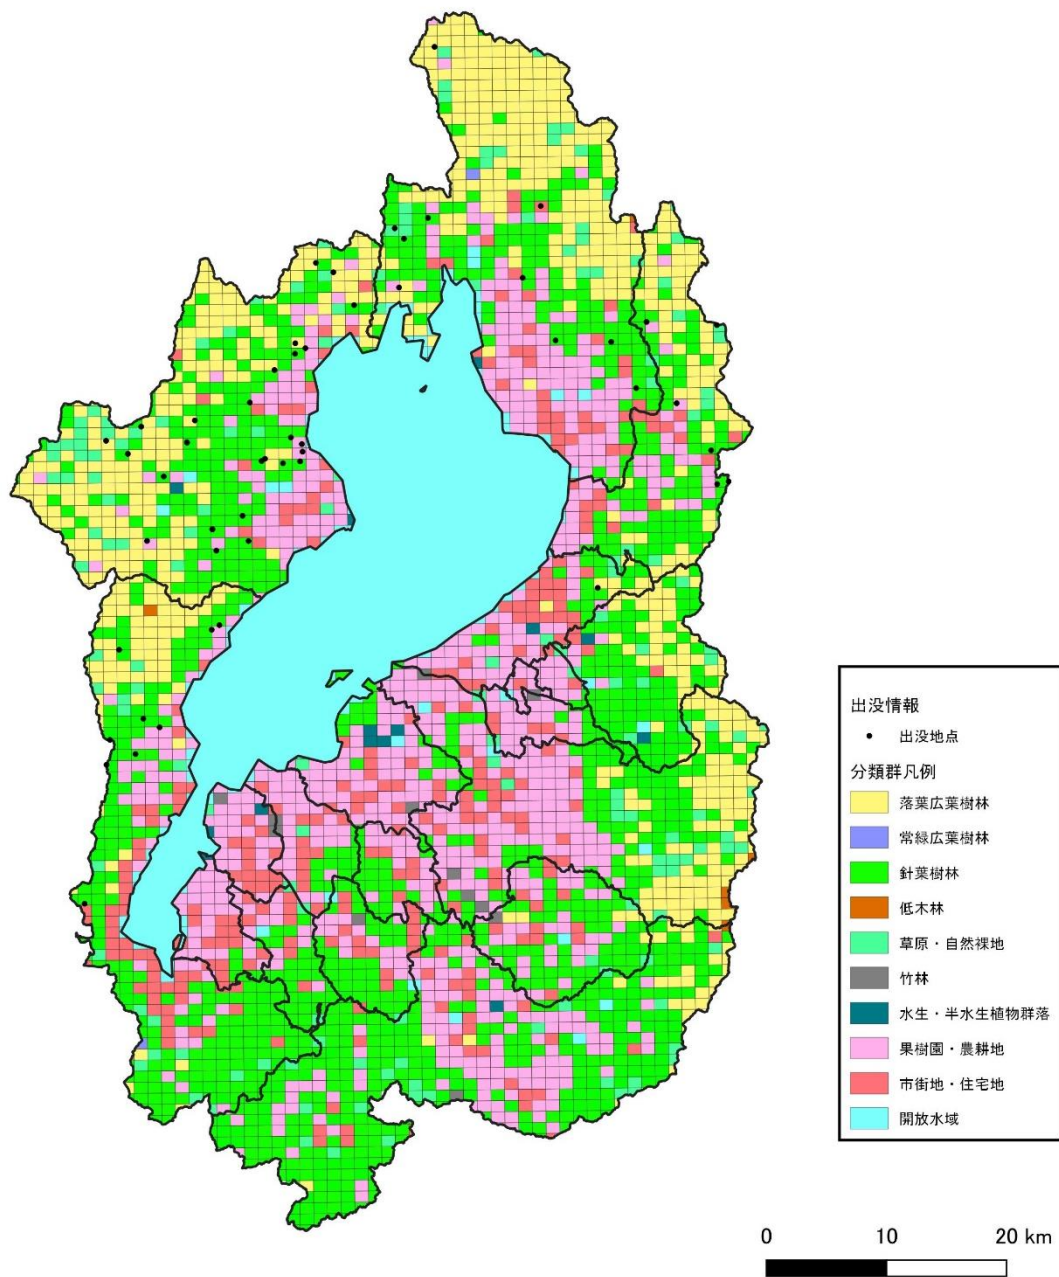 出没情報
出没地点
分類群凡例
落葉広葉樹林
常緑広葉樹林
針葉樹林
低木林
草原・自然裸地
竹林
水生・半水生植物群落
果樹園・農耕地
市街地・住宅地
開放水域
0 10 20 km